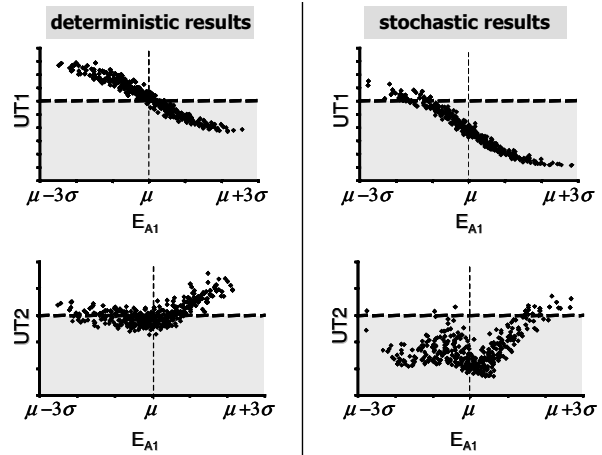 deterministic results
stochastic results
UT1
μ−3σ μ μ+3σ
E_A1
UT1
μ−3σ μ μ+3σ
E_A1
UT2
μ−3σ μ μ+3σ
E_A1
UT2
μ−3σ μ μ+3σ
E_A1